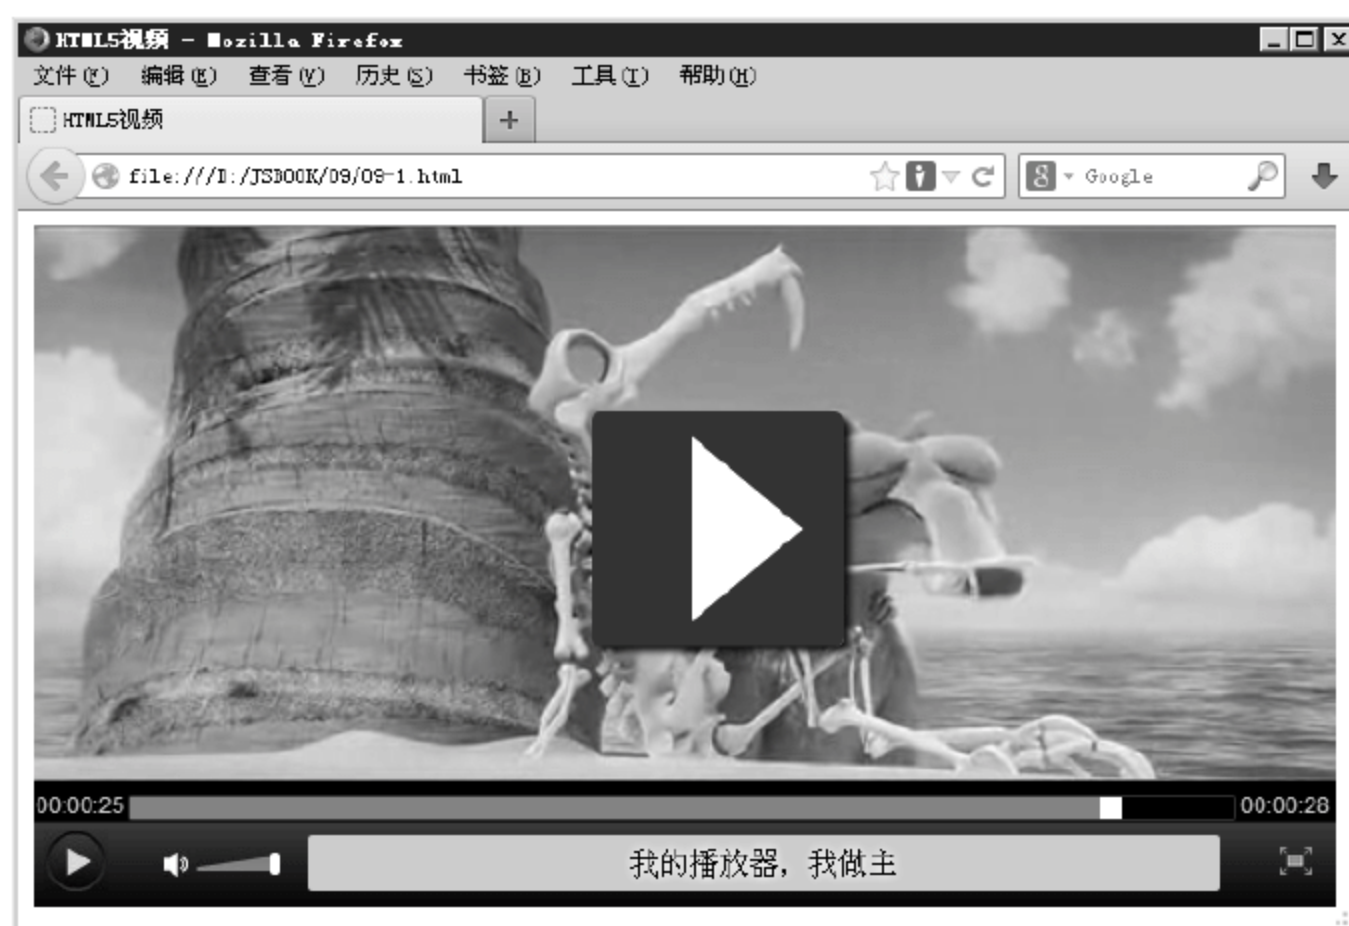 HTML5视频 - Mozilla Firefox
文件(F) 编辑(E) 查看(V) 历史(S) 书签(B) 工具(T) 帮助(H)
HTML5视频
file:///D:/JSBOOK/09/09-1.html
8 Google
00:00:25 00:00:28
我的播放器，我做主